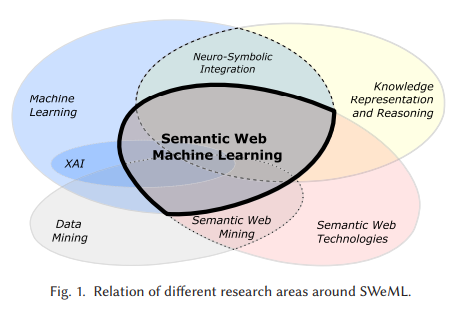 Neuro-Symbolic
Integration
Machine
Learning
Knowledge
Representation
and Reasoning
Semantic Web
Machine Learning
XAI
Data
Mining
Semantic Web
Mining
Semantic Web
Technologies
Fig. 1. Relation of different research areas around SWeML.